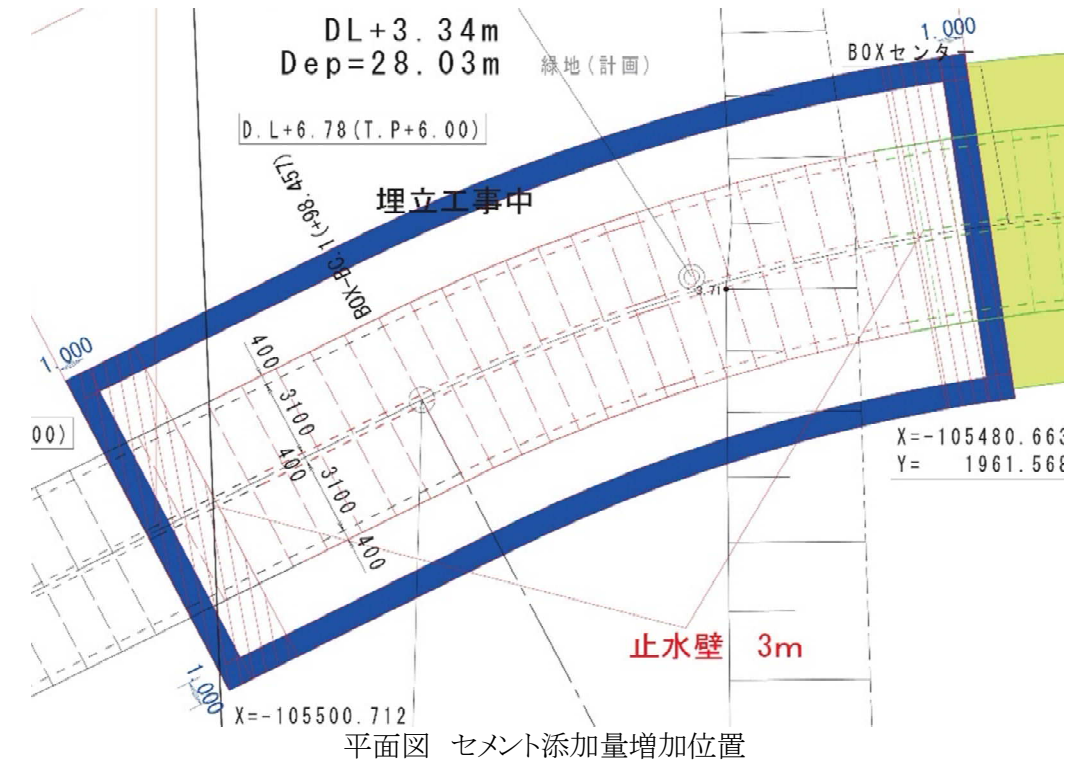 DL+3.34m
Dep=28.03m
緑地(計画)
1.000
BOXセンター
D.L+6.78(T.P+6.00)
埋立工事中
BOX-BC.1(+98.457)
3.71
1.000
400
3100
400
3100
400
00)
X=-105480.663
Y= 1961.568
止水壁 3m
1.000
X=-105500.712
平面図 セメント添加量増加位置